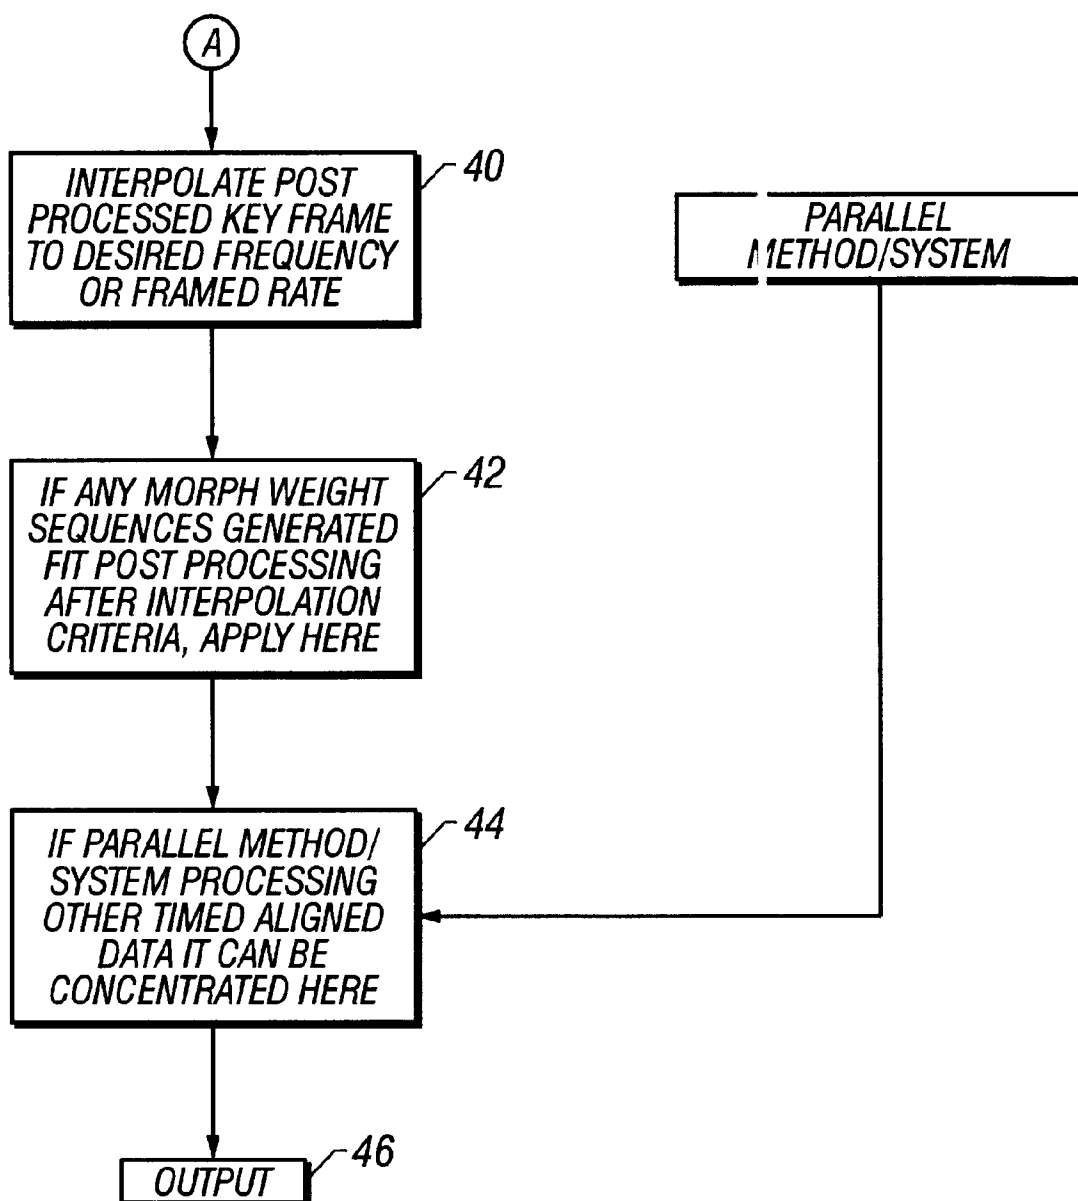 A
INTERPOLATE POST
PROCESSED KEY FRAME
TO DESIRED FREQUENCY
OR FRAMED RATE
40
PARALLEL
METHOD/SYSTEM
IF ANY MORPH WEIGHT
SEQUENCES GENERATED
FIT POST PROCESSING
AFTER INTERPOLATION
CRITERIA, APPLY HERE
42
IF PARALLEL METHOD/
SYSTEM PROCESSING
OTHER TIMED ALIGNED
DATA IT CAN BE
CONCENTRATED HERE
44
OUTPUT
46